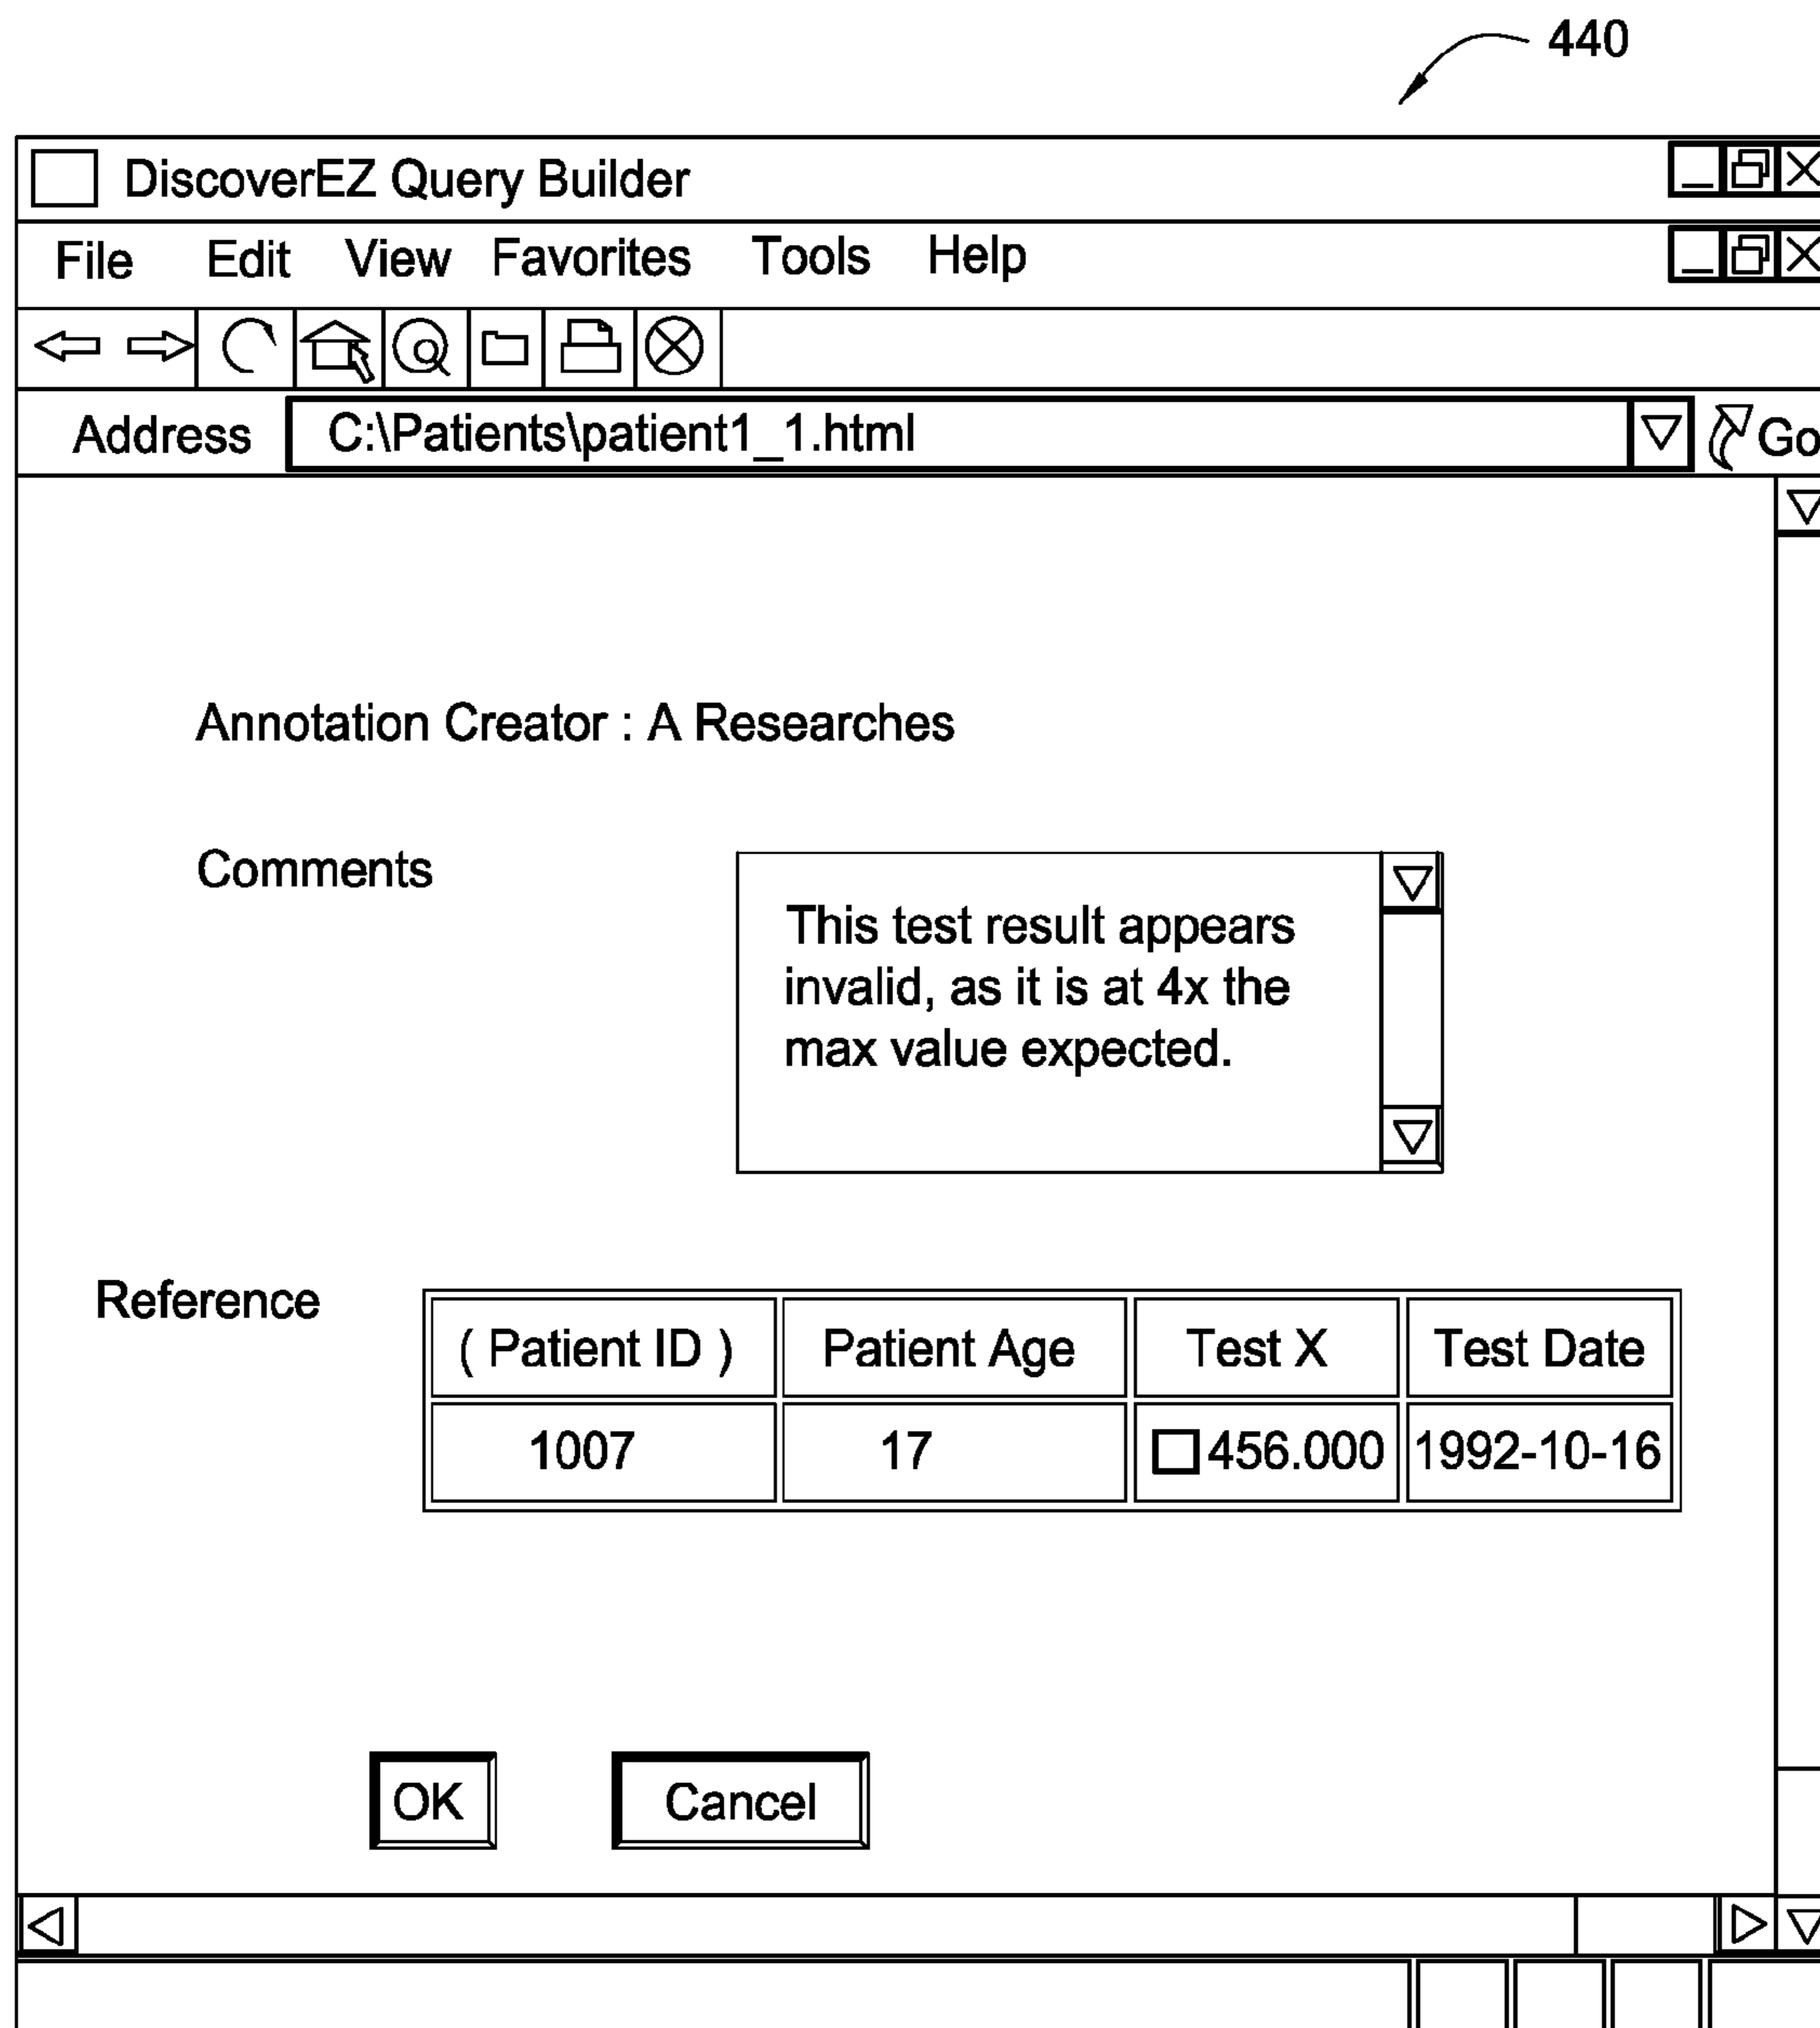 440
DiscoverEZ Query Builder
File Edit View Favorites Tools Help
Address C:\Patients\patient1_1.html Go
Annotation Creator : A Researches
Comments
This test result appears
invalid, as it is at 4x the
max value expected.
Reference
( Patient ID ) Patient Age Test X Test Date
1007 17 456.000 1992-10-16
OK Cancel